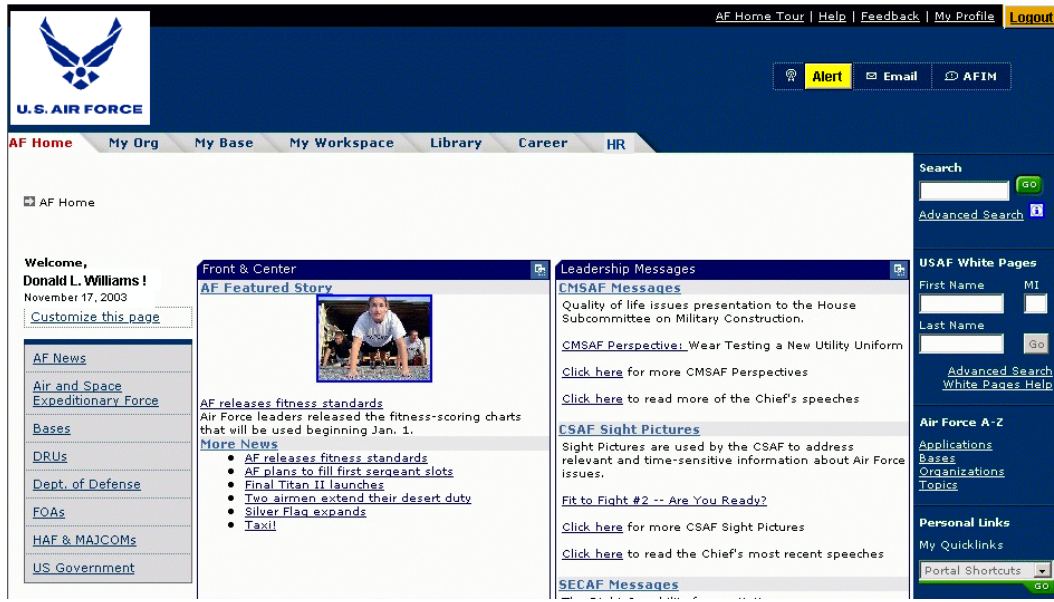 AF Home Tour | Help | Feedback | My Profile
Logout
U.S. AIR FORCE
Alert
Email
AFIM
AF Home
My Org
My Base
My Workspace
Library
Career
HR
AF Home
Welcome,
Donald L. Williams !
November 17, 2003
Customize this page
AF News
Air and Space
Expeditionary Force
Bases
DRUs
Dept. of Defense
FOAs
HAF & MAJCOMs
US Government
Front & Center
AF Featured Story
AF releases fitness standards
Air Force leaders released the fitness-scoring charts
that will be used beginning Jan. 1.
More News
AF releases fitness standards
AF plans to fill first sergeant slots
Final Titan II launches
Two airmen extend their desert duty
Silver Flag expands
Taxi!
Leadership Messages
CMSAF Messages
Quality of life issues presentation to the House
Subcommittee on Military Construction.
CMSAF Perspective: Wear Testing a New Utility Uniform
Click here for more CMSAF Perspectives
Click here to read more of the Chief's speeches
CSAF Sight Pictures
Sight Pictures are used by the CSAF to address
relevant and time-sensitive information about Air Force
issues.
Fit to Fight #2 -- Are You Ready?
Click here for more CSAF Sight Pictures
Click here to read the Chief's most recent speeches
SECAF Messages
Search
GO
Advanced Search
USAF White Pages
First Name MI
Last Name
Go
Advanced Search
White Pages Help
Air Force A-Z
Applications
Bases
Organizations
Topics
Personal Links
My Quicklinks
Portal Shortcuts
GO